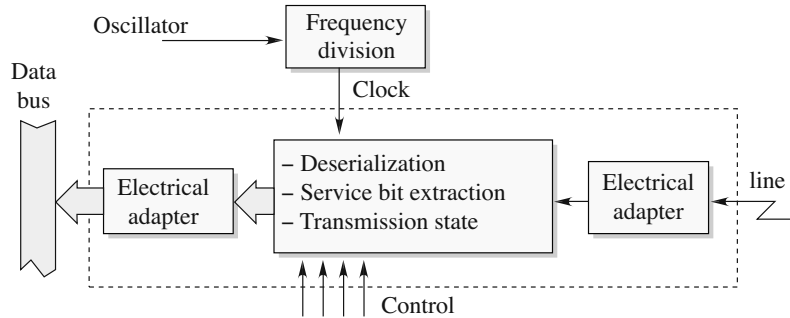 Oscillator
Frequency
division
Clock
Data
bus
Electrical
adapter
– Deserialization
– Service bit extraction
– Transmission state
Electrical
adapter
line
Control